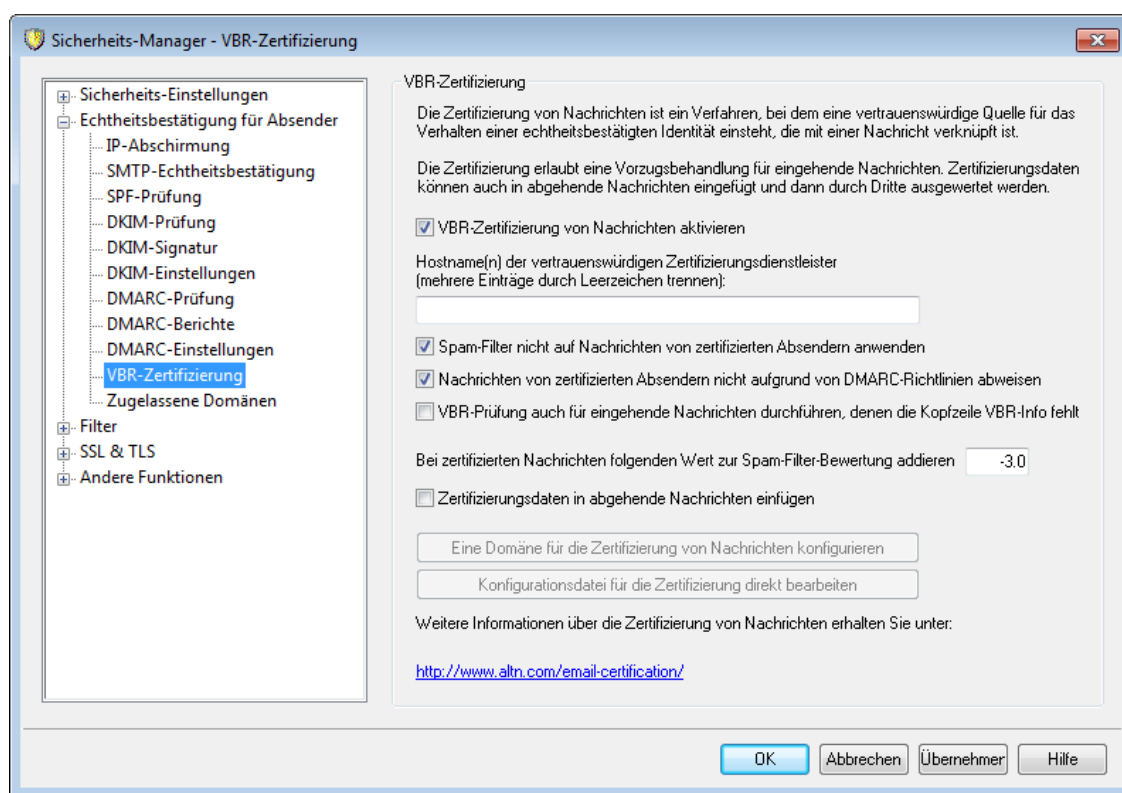 Sicherheits-Manager - VBR-Zertifizierung
Sicherheits-Einstellungen
Echtheitsbestätigung für Absender
IP-Abschirmung
SMTP-Echtheitsbestätigung
SPF-Prüfung
DKIM-Prüfung
DKIM-Signatur
DKIM-Einstellungen
DMARC-Prüfung
DMARC-Berichte
DMARC-Einstellungen
VBR-Zertifizierung
Zugelassene Domänen
Filter
SSL & TLS
Andere Funktionen
VBR-Zertifizierung
Die Zertifizierung von Nachrichten ist ein Verfahren, bei dem eine vertrauenswürdige Quelle für das
Verhalten einer echtheitsbestätigten Identität einsteht, die mit einer Nachricht verknüpft ist.
Die Zertifizierung erlaubt eine Vorzugsbehandlung für eingehende Nachrichten. Zertifizierungsdaten
können auch in abgehende Nachrichten eingefügt und dann durch Dritte ausgewertet werden.
VBR-Zertifizierung von Nachrichten aktivieren
Hostname(n) der vertrauenswürdigen Zertifizierungsdienstleister
(mehrere Einträge durch Leerzeichen trennen):
Spam-Filter nicht auf Nachrichten von zertifizierten Absendern anwenden
Nachrichten von zertifizierten Absendern nicht aufgrund von DMARC-Richtlinien abweisen
VBR-Prüfung auch für eingehende Nachrichten durchführen, denen die Kopfzeile VBR-Info fehlt
Bei zertifizierten Nachrichten folgenden Wert zur Spam-Filter-Bewertung addieren -3.0
Zertifizierungsdaten in abgehende Nachrichten einfügen
Eine Domäne für die Zertifizierung von Nachrichten konfigurieren
Konfigurationsdatei für die Zertifizierung direkt bearbeiten
Weitere Informationen über die Zertifizierung von Nachrichten erhalten Sie unter:
http://www.altn.com/email-certification/
OK Abbrechen Übernehmer Hilfe